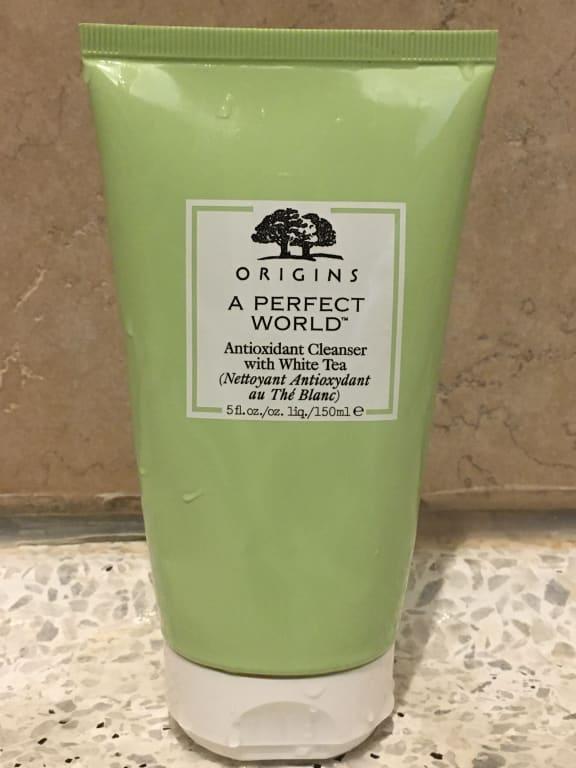 ORIGINS
A PERFECT
WORLD™
Antioxidant Cleanser
with White Tea
(Nettoyant Antioxydant
au Thé Blanc)
5 fl.oz./oz. liq./150ml ℮